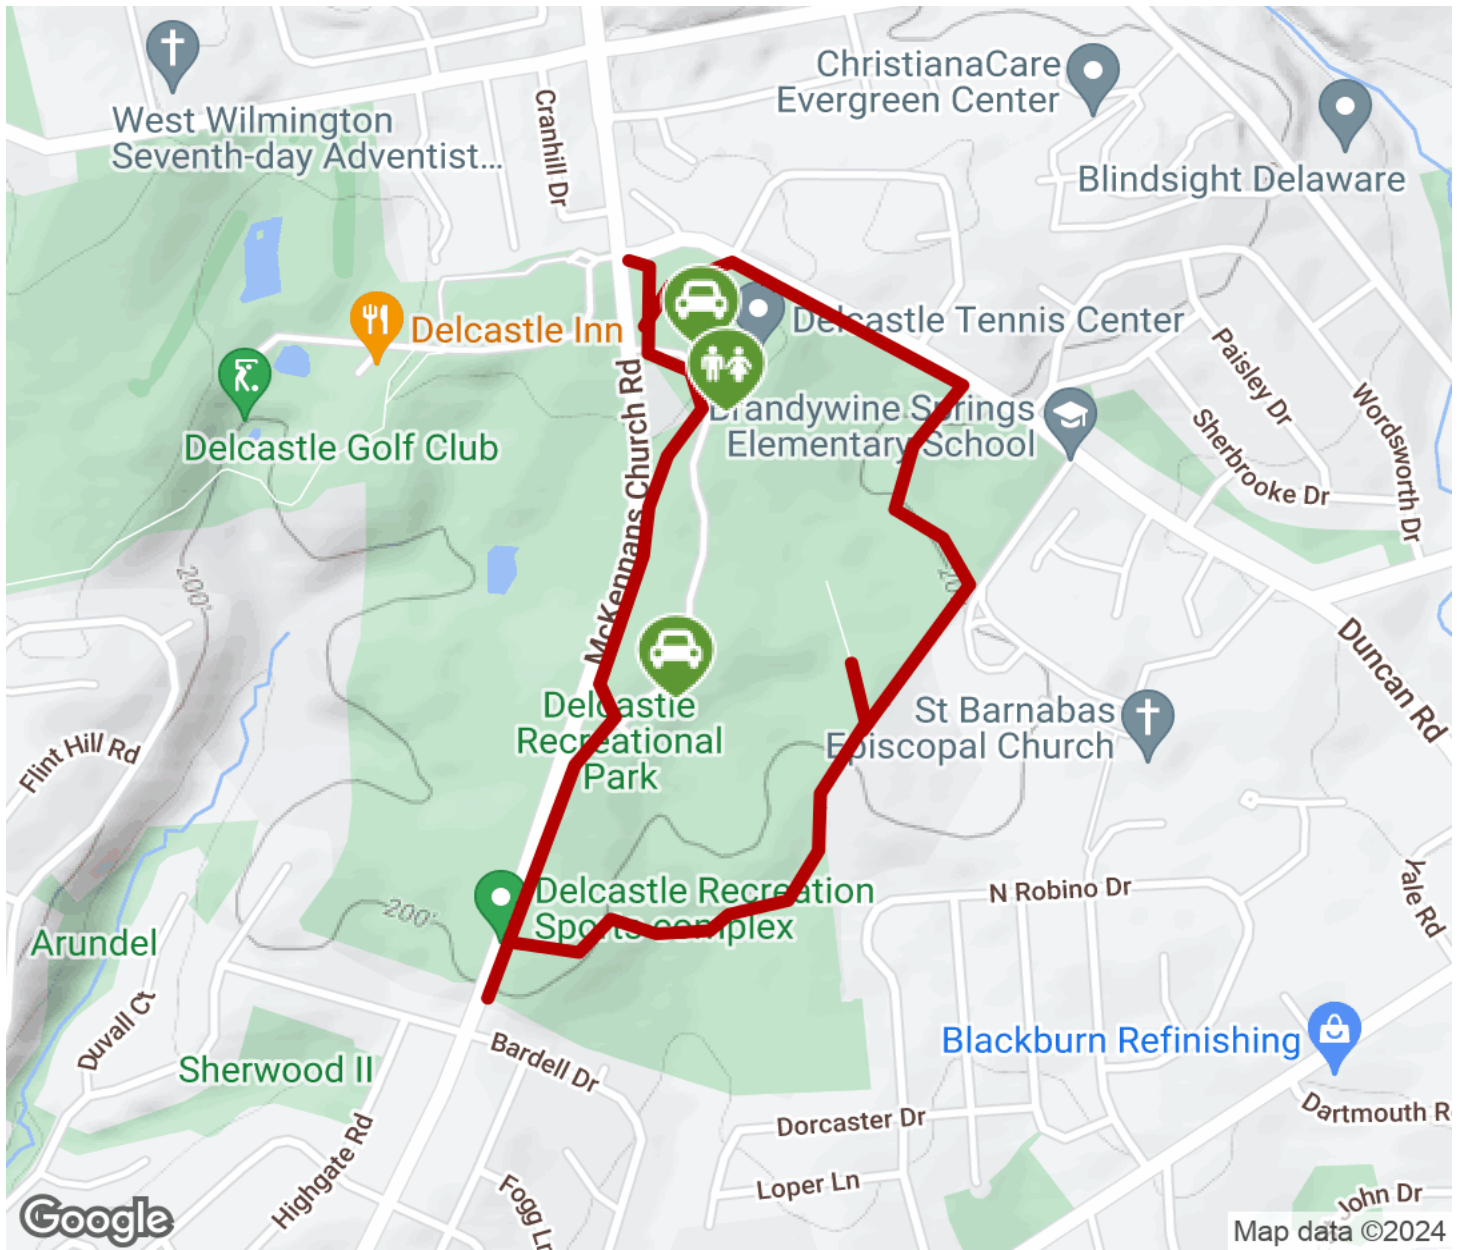 ChristianaCare
Evergreen Center
West Wilmington
Seventh-day Adventist...
Cranhill Dr
Blindsight Delaware
Delcastle Inn
Delcastle Tennis Center
Paisley Dr
Wordsworth Dr
Sherbrooke Dr
Brandywine Springs
Elementary School
Delcastle Golf Club
McKennans Church Rd
200'
Duncan Rd
Delcastle
Recreational
Park
St Barnabas
Episcopal Church
Flint Hill Rd
Delcastle Recreation
Sports complex
200'
N Robino Dr
Yale Rd
Arundel
Duvall Ct
Sherwood II
Bardell Dr
Blackburn Refinishing
Dartmouth R
Dorcaster Dr
Highgate Rd
Fogg Ln
Loper Ln
John Dr
Google
Map data ©2024